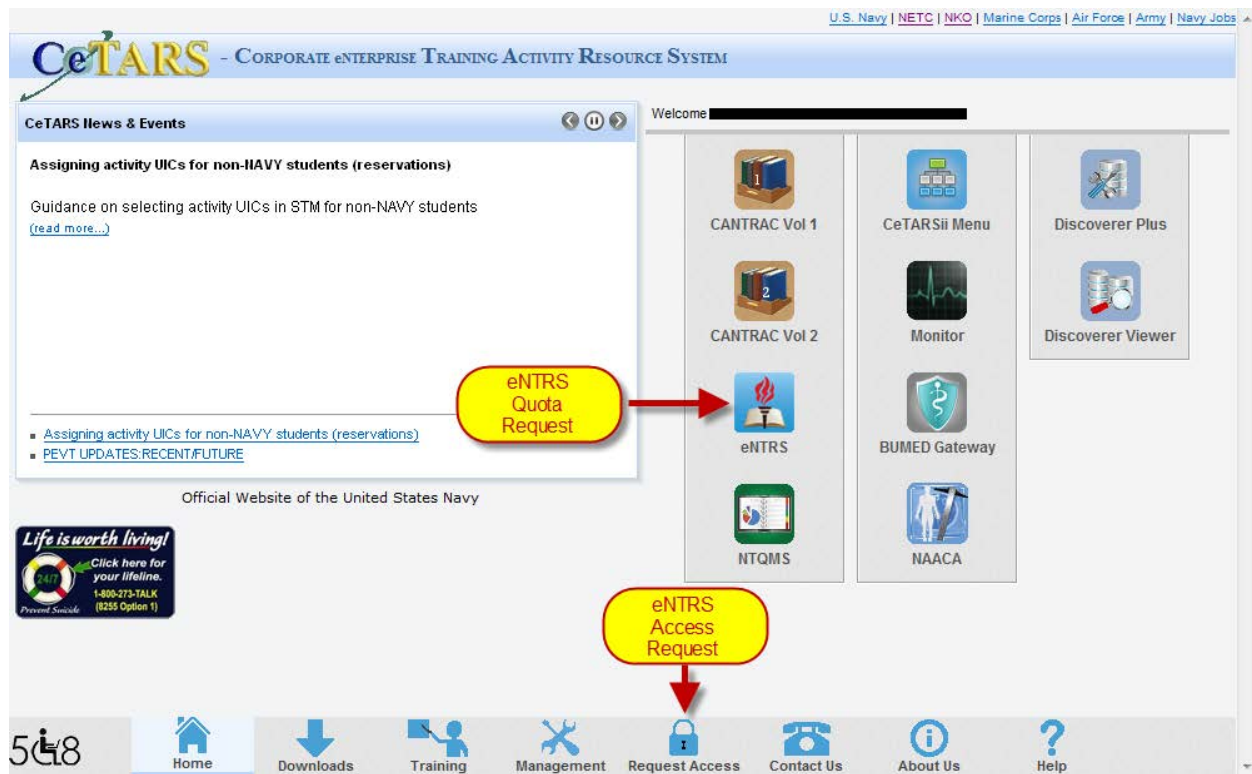 U.S. Navy | NETC | NKO | Marine Corps | Air Force | Army | Navy Jobs
CeTARS - CORPORATE eNTERPRISE TRAINING ACTIVITY RESOURCE SYSTEM
CeTARS News & Events
Welcome
Assigning activity UICs for non-NAVY students (reservations)
Guidance on selecting activity UICs in STM for non-NAVY students
(read more...)
Assigning activity UICs for non-NAVY students (reservations)
PEVT UPDATES:RECENT/FUTURE
Official Website of the United States Navy
Life is worth living!
Click here for
your lifeline.
24/7
1-800-273-TALK
(8255 Option 1)
Prevent Suicide
1
CANTRAC Vol 1
CeTARSii Menu
Discoverer Plus
2
CANTRAC Vol 2
Monitor
Discoverer Viewer
eNTRS
Quota
Request
eNTRS
BUMED Gateway
NTQMS
NAACA
eNTRS
Access
Request
508
Home
Downloads
Training
Management
Request Access
Contact Us
About Us
Help